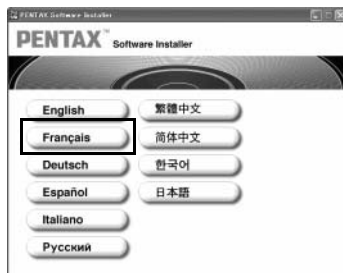 PENTAX Software Installer
PENTAX™ Software Installer
English
Français
Deutsch
Español
Italiano
Русский
繁體中文
简体中文
한국어
日本語